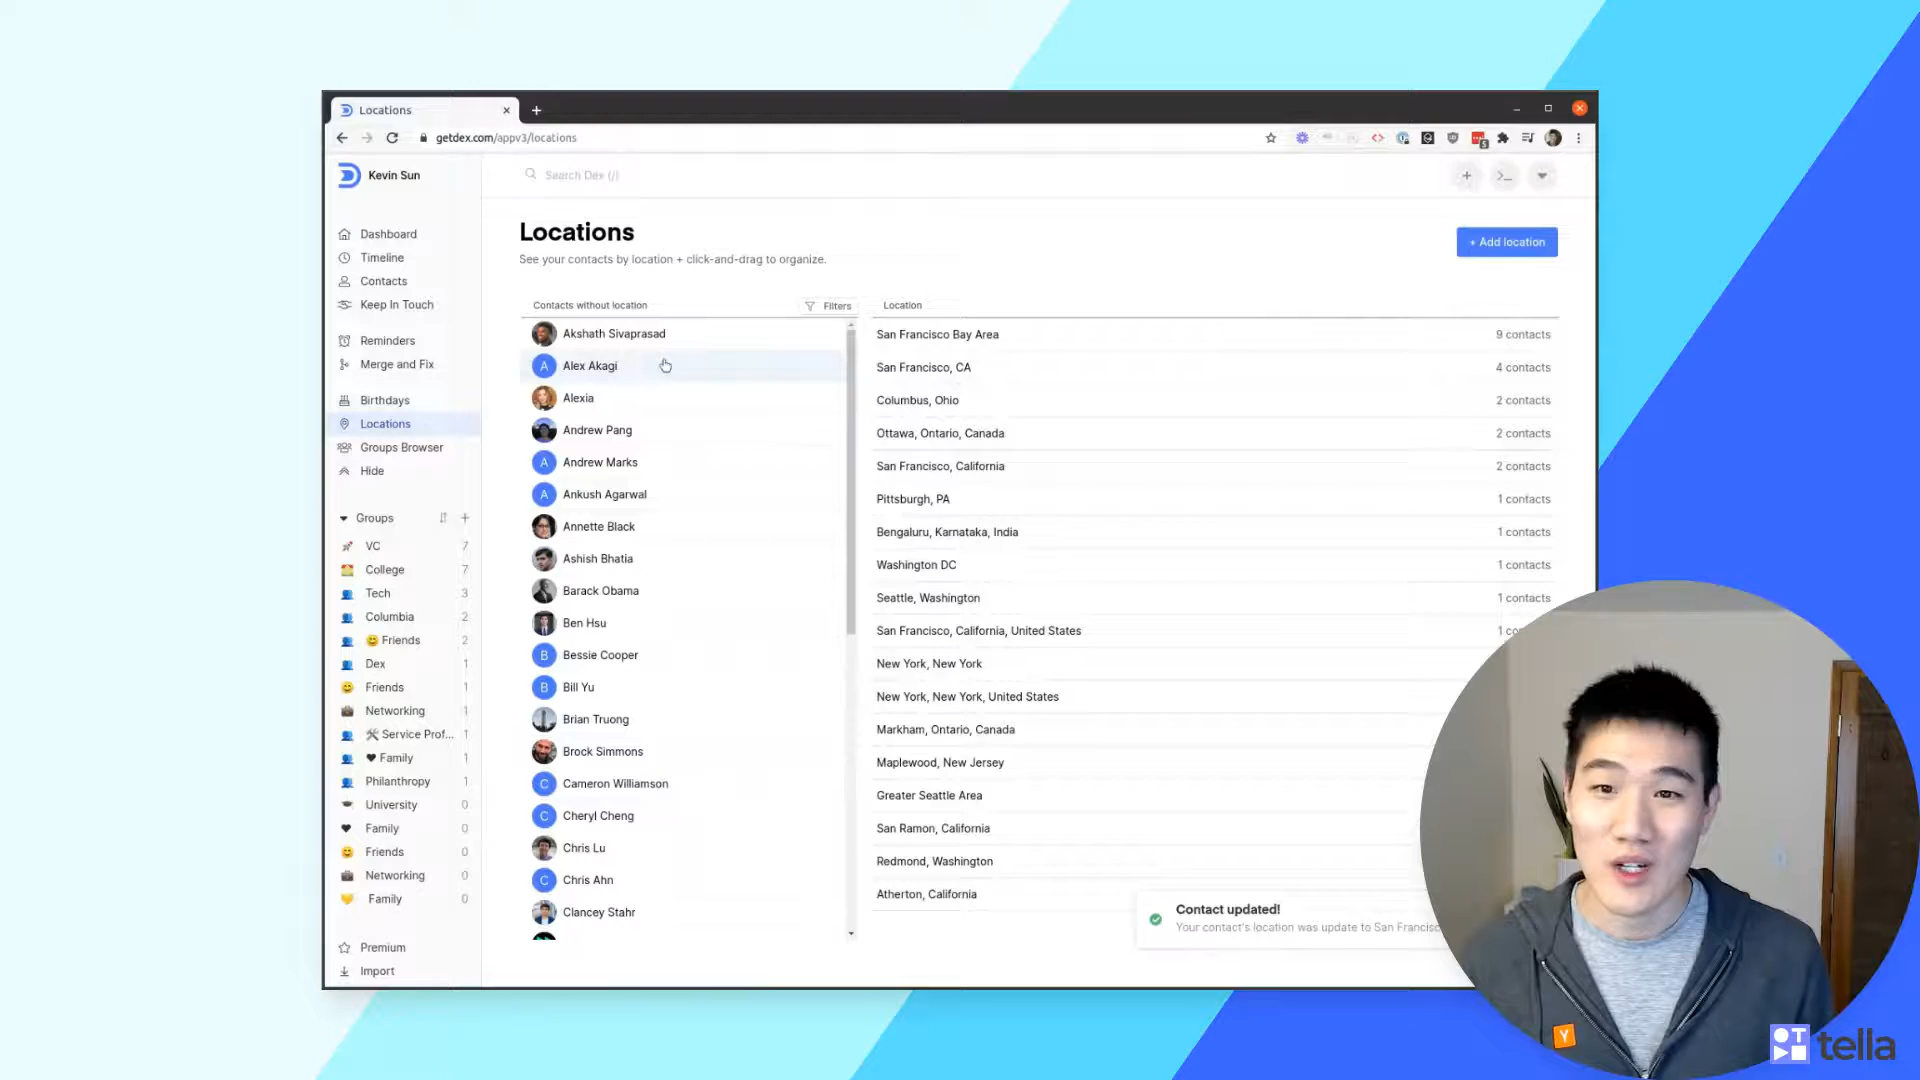 Locations
getdex.com/appv3/locations
Kevin Sun
Search Dex (/)
Dashboard
Timeline
Contacts
Keep In Touch
Reminders
Merge and Fix
Birthdays
Locations
Groups Browser
Hide
Groups
VC 7
College 7
Tech 3
Columbia 2
😄 Friends 2
Dex 1
Friends 1
Networking 1
🛠 Service Prof... 1
❤ Family 1
Philanthropy 1
University 0
Family 0
Friends 0
Networking 0
Family 0
Premium
Import
Locations
See your contacts by location + click-and-drag to organize.
+ Add location
Contacts without location
Filters
Akshath Sivaprasad
A Alex Akagi
Alexia
Andrew Pang
A Andrew Marks
A Ankush Agarwal
Annette Black
Ashish Bhatia
Barack Obama
Ben Hsu
B Bessie Cooper
B Bill Yu
Brian Truong
Brock Simmons
C Cameron Williamson
C Cheryl Cheng
Chris Lu
C Chris Ahn
Clancey Stahr
Location
San Francisco Bay Area 9 contacts
San Francisco, CA 4 contacts
Columbus, Ohio 2 contacts
Ottawa, Ontario, Canada 2 contacts
San Francisco, California 2 contacts
Pittsburgh, PA 1 contacts
Bengaluru, Karnataka, India 1 contacts
Washington DC 1 contacts
Seattle, Washington 1 contacts
San Francisco, California, United States 1 co
New York, New York
New York, New York, United States
Markham, Ontario, Canada
Maplewood, New Jersey
Greater Seattle Area
San Ramon, California
Redmond, Washington
Atherton, California
Contact updated!
Your contact's location was update to San Francisc
Y
tella